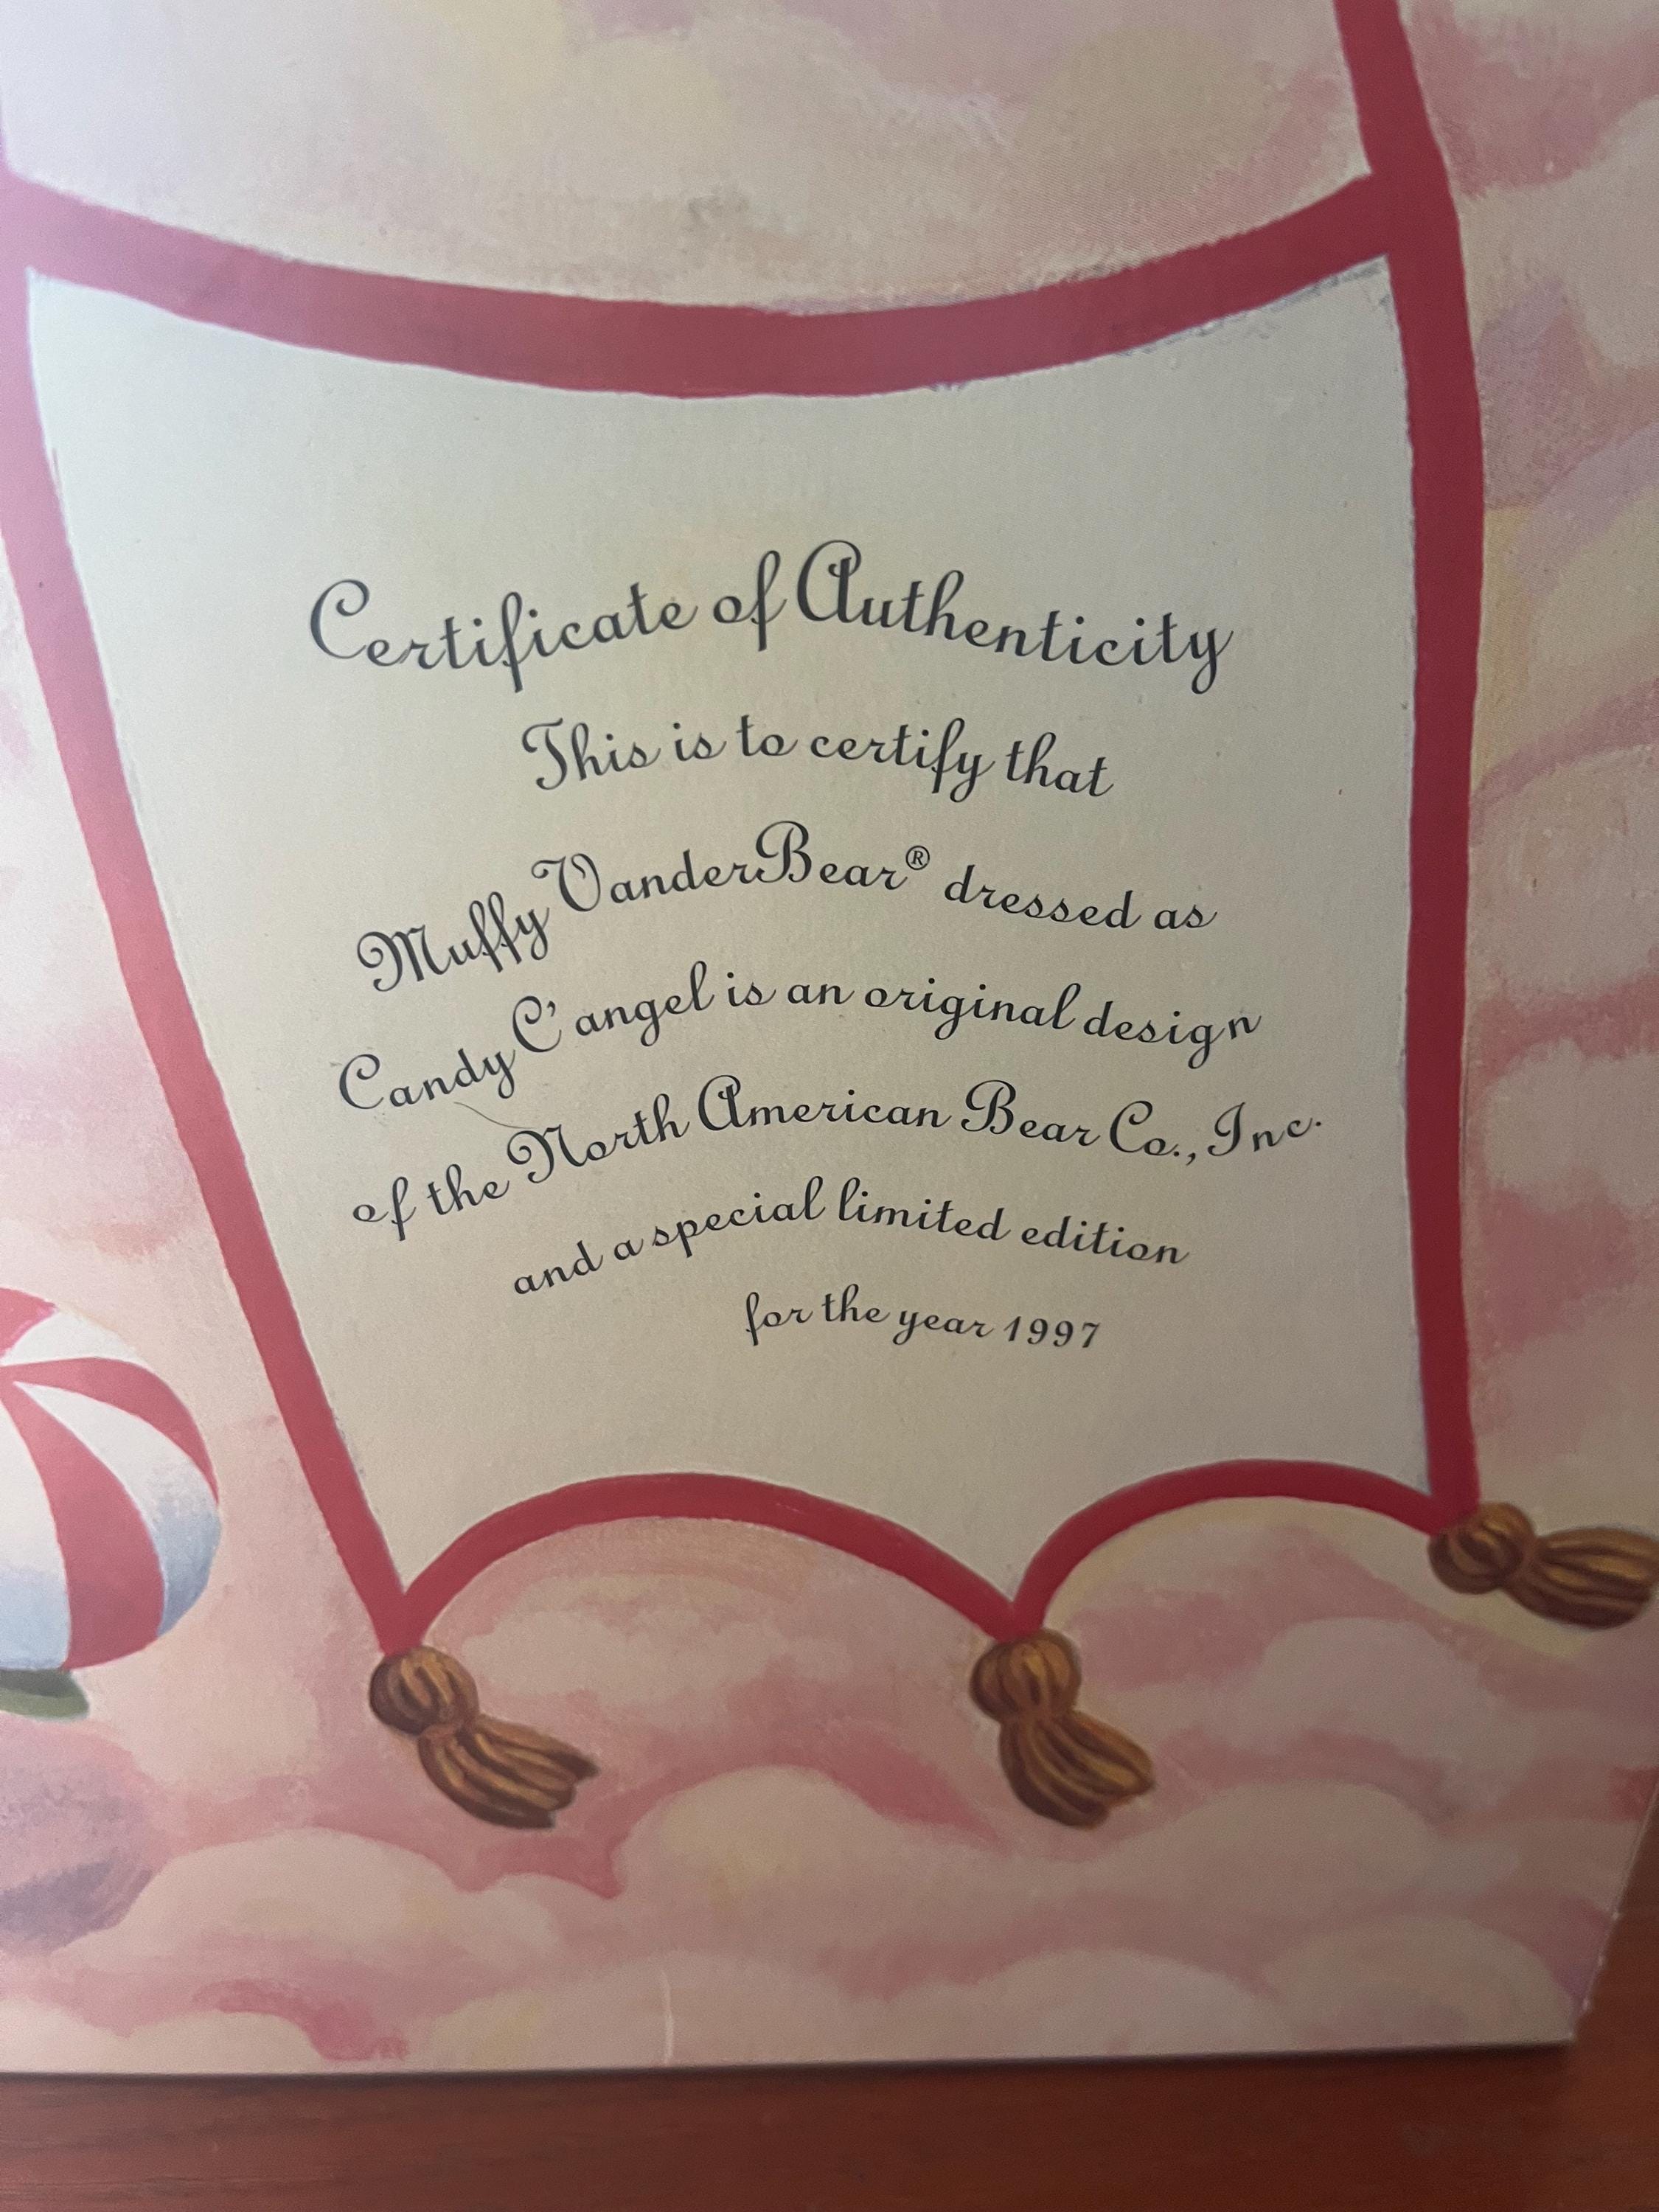 Certificate of Authenticity
This is to certify that
Muffy VanderBear® dressed as
Candy C'angel is an original design
of the North American Bear Co., Inc.
and a special limited edition
for the year 1997